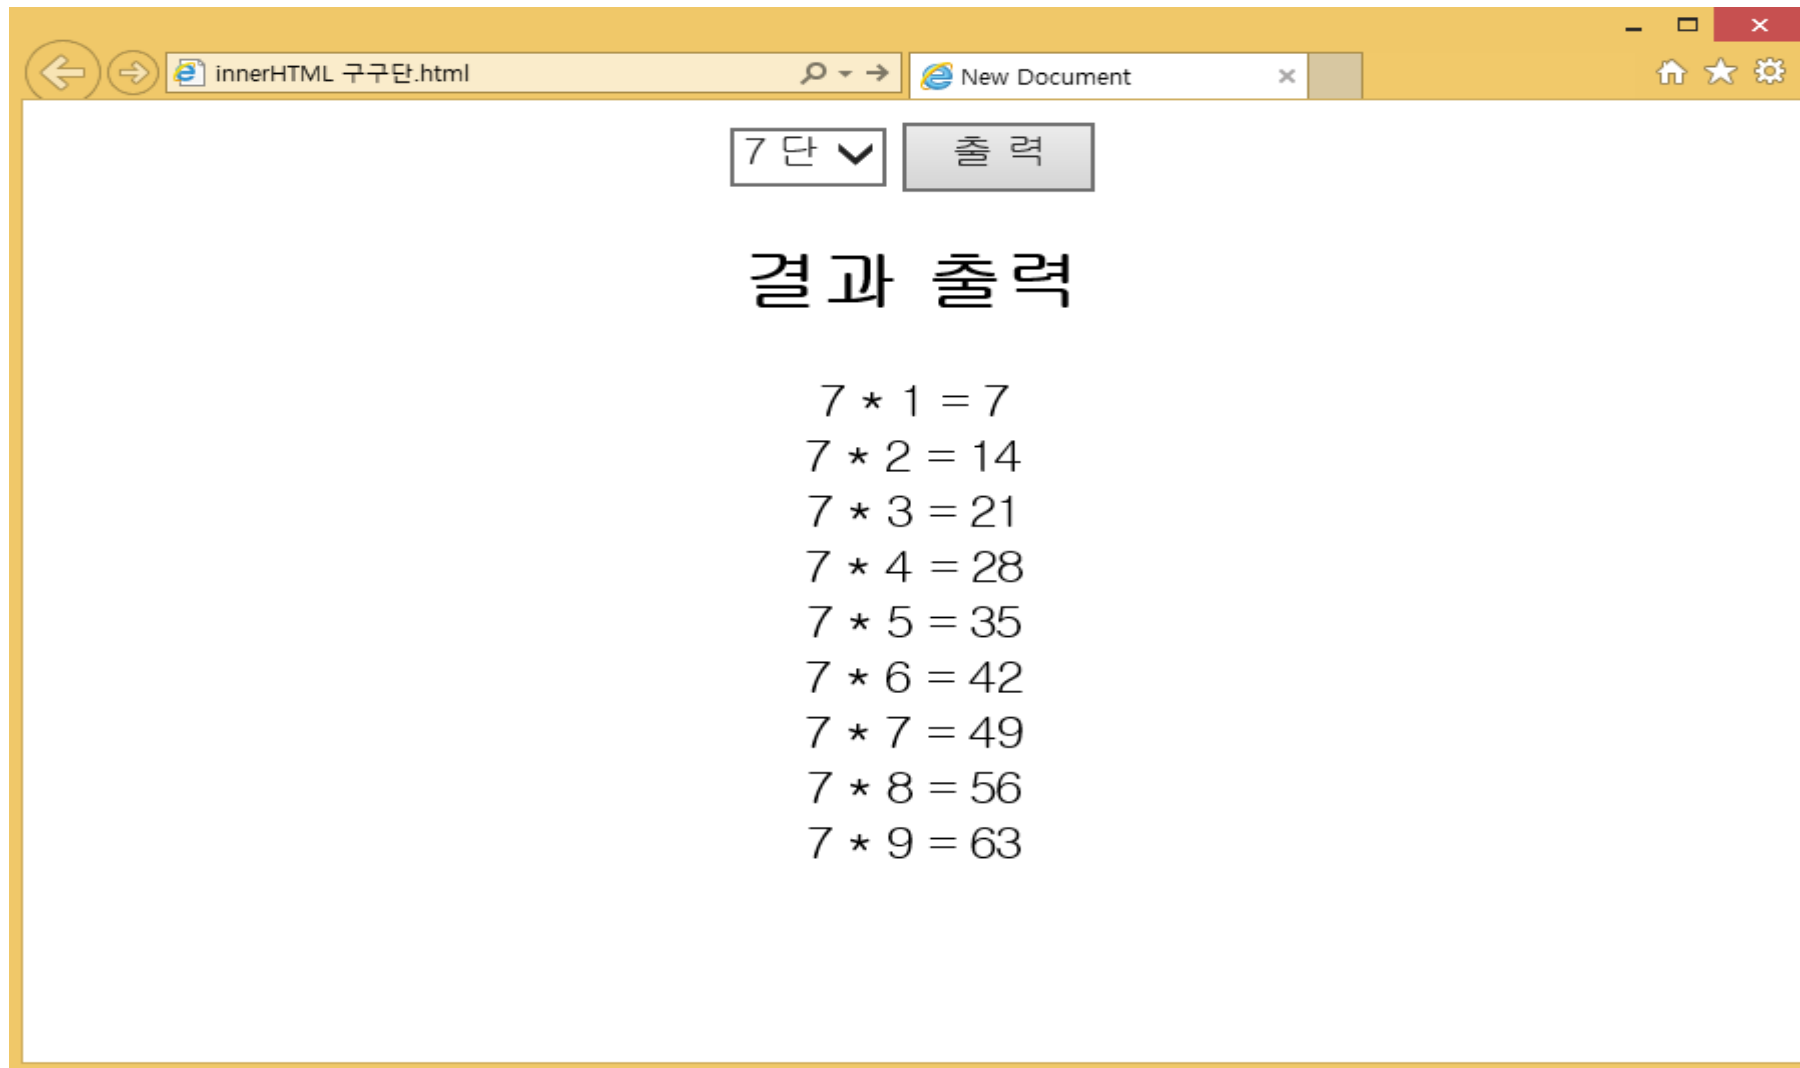 innerHTML 구구단.html
New Document
7 단 출 력
결과 출력
7 * 1 = 7
7 * 2 = 14
7 * 3 = 21
7 * 4 = 28
7 * 5 = 35
7 * 6 = 42
7 * 7 = 49
7 * 8 = 56
7 * 9 = 63